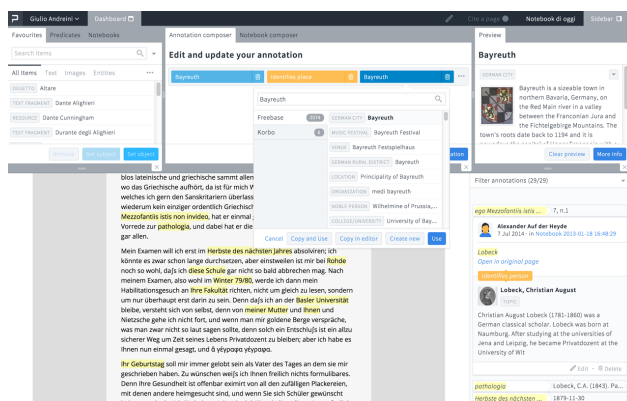 Giulio Andreini
Dashboard
Cite a page
Notebook di oggi
Sidebar
Favourites Predicates Notebooks
Search items
All Items Text Images Entities ...
OGGETTO Altare
TEXT FRAGMENT Dante Alighieri
RESOURCE Dante Cunningham
TEXT FRAGMENT Durante degli Alighieri
Set subject Set object
Annotation composer Notebook composer
Edit and update your annotation
Bayreuth
identifies place
Bayreuth
...
Bayreuth
Freebase
Korbo
GERMAN CITY Bayreuth
MUSIC FESTIVAL Bayreuth Festival
VENUE Bayreuth Festspielhaus
GERMAN RURAL DISTRICT Bayreuth
LOCATION Principality of Bayreuth
ORGANIZATION medi bayreuth
NOBLE PERSON Wilhelmine of Prussia,...
COLLEGE/UNIVERSITY University of Bay...
Cancel Copy and Use Copy in editor Create new Use
Preview
Bayreuth
GERMAN CITY
Bayreuth is a sizeable town in
northern Bavaria, Germany, on
the Red Main river in a valley
between the Franconian Jura and
the Fichtelgebirge Mountains. The
town's roots date back to 1194 and it is
Clear preview More info
blos lateinische und griechische sammt allen
wo das Griechische aufhört, da ist für mich W
welches ich gern den Sanskritariern überlass
wiederum kein einziger ordentlich Griechisch
Mezzofantiis istis non invideo, hat er einmal g
Vorrede zur pathologia, und dabei hat er die
gar allen.
Mein Examen will ich erst im Herbste des nächsten Jahres absolviren; ich
könnte es zwar schon lange durchsetzen, aber einstweilen ist mir bei Rohde
noch so wohl, daſs ich diese Schule gar nicht so bald abbrechen mag. Nach
meinem Examen, also wohl im Winter 79/80, werde ich dann mein
Habilitationsgesuch an Ihre Fakultät richten, nicht um gleich zu lesen, sondern
um nur überhaupt erst darin zu sein. Denn daſs ich an der Basler Universität
bleibe, versteht sich von selbst, denn von meiner Mutter und Ihnen und
Nietzsche gehe ich nicht fort, und wenn man mir goldene Berge verspräche,
was man zwar nicht so laut sagen sollte, denn solch ein Entschluſs ist ein allzu
sicherer Weg um Zeit seines Lebens Privatdozent zu bleiben; aber ich habe es
Ihnen nun einmal gesagt, und ὃ γέγραφα γέγραφα.
Ihr Geburtstag soll mir immer gelobt sein als Vater des Tages an dem sie mir
geschrieben haben. Zu wünschen weiſs ich Ihnen freilich nichts formulibares.
Denn Ihre Gesundheit ist offenbar eximirt von all den zufälligen Plackereien,
mit denen andere heimgesucht sind, und wenn Sie sich Schüler gewünscht
Filter annotations (29/29)
ego Mezzofantiis istis ... 7, n.1
Alexander Auf der Heyde
7 Jul 2014 - in Notebook 2013-01-18 16:48:29
Lobeck
Open in original page
identifies person
Lobeck, Christian August
TOPIC
Christian August Lobeck (1781-1860) was a
German classical scholar. Lobeck was born at
Naumburg. After studying at the universities of
Jena and Leipzig, he became Privatdozent at the
University of Wit
Edit - Delete
pathologia Lobeck, C.A. (1843). Pa...
Herbste des nächsten ... 1879-11-30